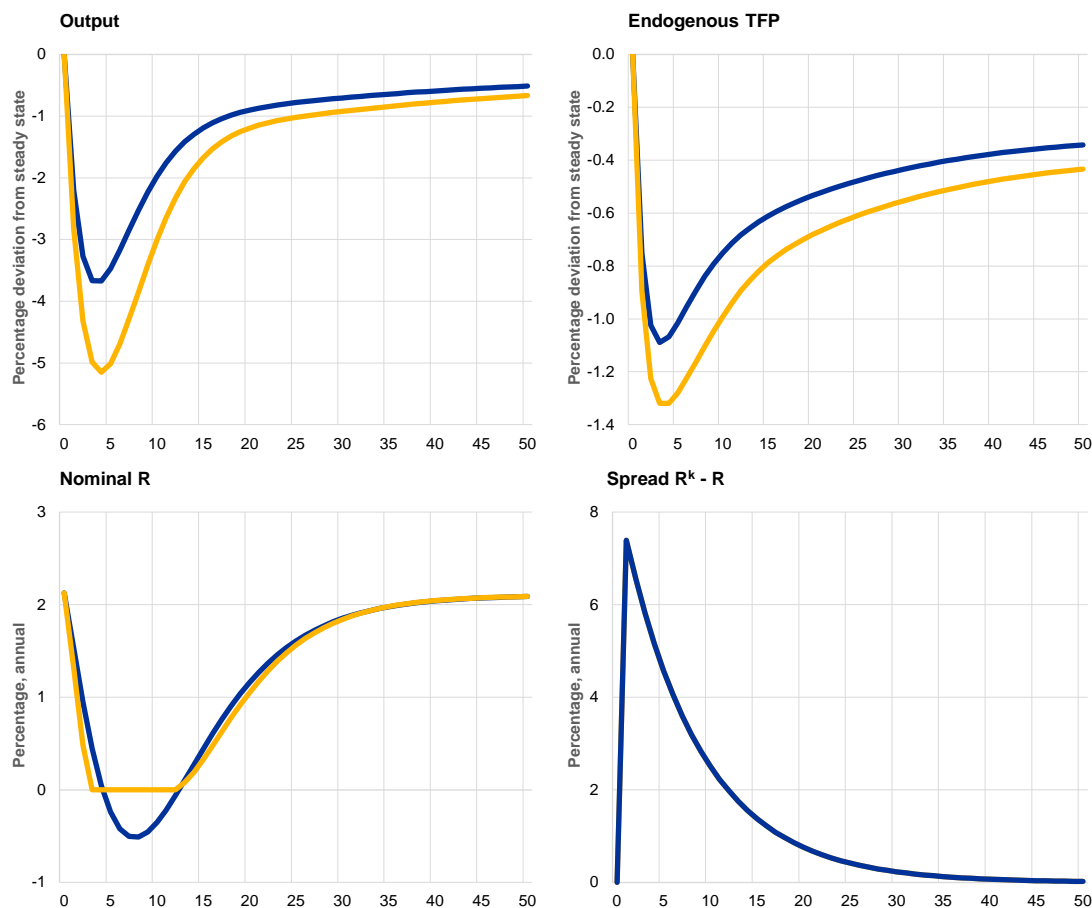 Output
Percentage deviation from steady state
0
-1
-2
-3
-4
-5
-6
0 5 10 15 20 25 30 35 40 45 50
Endogenous TFP
Percentage deviation from steady state
0.0
-0.2
-0.4
-0.6
-0.8
-1.0
-1.2
-1.4
0 5 10 15 20 25 30 35 40 45 50
Nominal R
Percentage, annual
3
2
1
0
-1
0 5 10 15 20 25 30 35 40 45 50
Spread Rᵏ - R
Percentage, annual
8
6
4
2
0
0 5 10 15 20 25 30 35 40 45 50